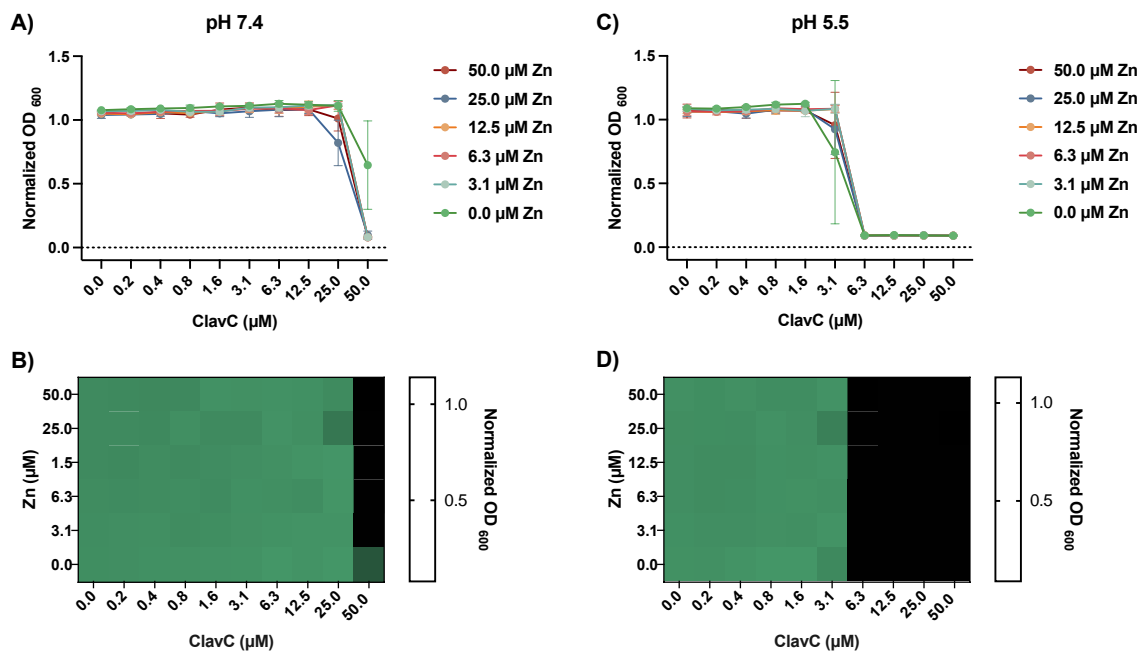 A)
pH 7.4
1.5
1.0
0.5
0.0
Normalized OD 600
0.0 0.2 0.4 0.8 1.6 3.1 6.3 12.5 25.0 50.0
ClavC (µM)
50.0 µM Zn
25.0 µM Zn
12.5 µM Zn
6.3 µM Zn
3.1 µM Zn
0.0 µM Zn
C)
pH 5.5
1.5
1.0
0.5
0.0
Normalized OD 600
0.0 0.2 0.4 0.8 1.6 3.1 6.3 12.5 25.0 50.0
ClavC (µM)
50.0 µM Zn
25.0 µM Zn
12.5 µM Zn
6.3 µM Zn
3.1 µM Zn
0.0 µM Zn
B)
50.0
25.0
1.5
6.3
3.1
0.0
Zn (µM)
0.0 0.2 0.4 0.8 1.6 3.1 6.3 12.5 25.0 50.0
ClavC (µM)
1.0
0.5
Normalized OD 600
D)
50.0
25.0
12.5
6.3
3.1
0.0
Zn (µM)
0.0 0.2 0.4 0.8 1.6 3.1 6.3 12.5 25.0 50.0
ClavC (µM)
1.0
0.5
Normalized OD 600